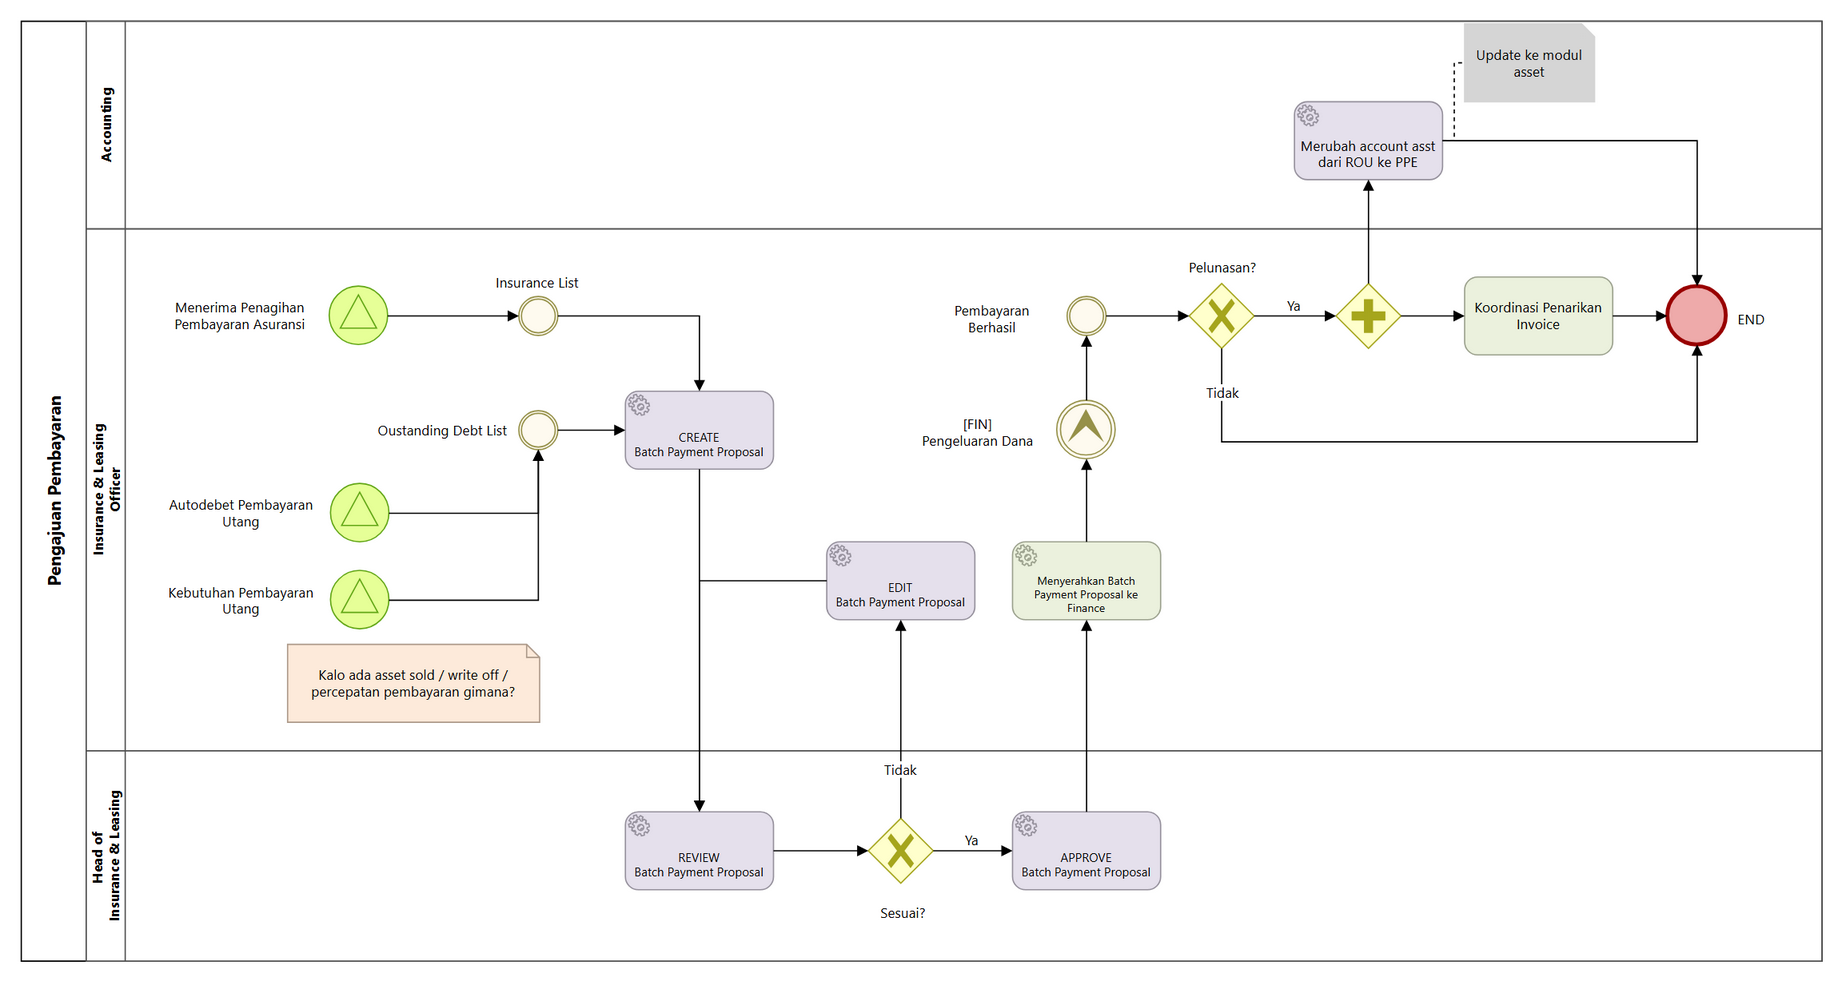 Pengajuan Pembayaran
Accounting
Update ke modul
asset
Merubah account asst
dari ROU ke PPE
Insurance & Leasing
Officer
Menerima Penagihan
Pembayaran Asuransi
Insurance List
Oustanding Debt List
Autodebet Pembayaran
Utang
Kebutuhan Pembayaran
Utang
Kalo ada asset sold / write off /
percepatan pembayaran gimana?
CREATE
Batch Payment Proposal
EDIT
Batch Payment Proposal
Menyerahkan Batch
Payment Proposal ke
Finance
[FIN]
Pengeluaran Dana
Pembayaran
Berhasil
Pelunasan?
Ya
Tidak
Koordinasi Penarikan
Invoice
END
Head of
Insurance & Leasing
REVIEW
Batch Payment Proposal
Tidak
Sesuai?
Ya
APPROVE
Batch Payment Proposal